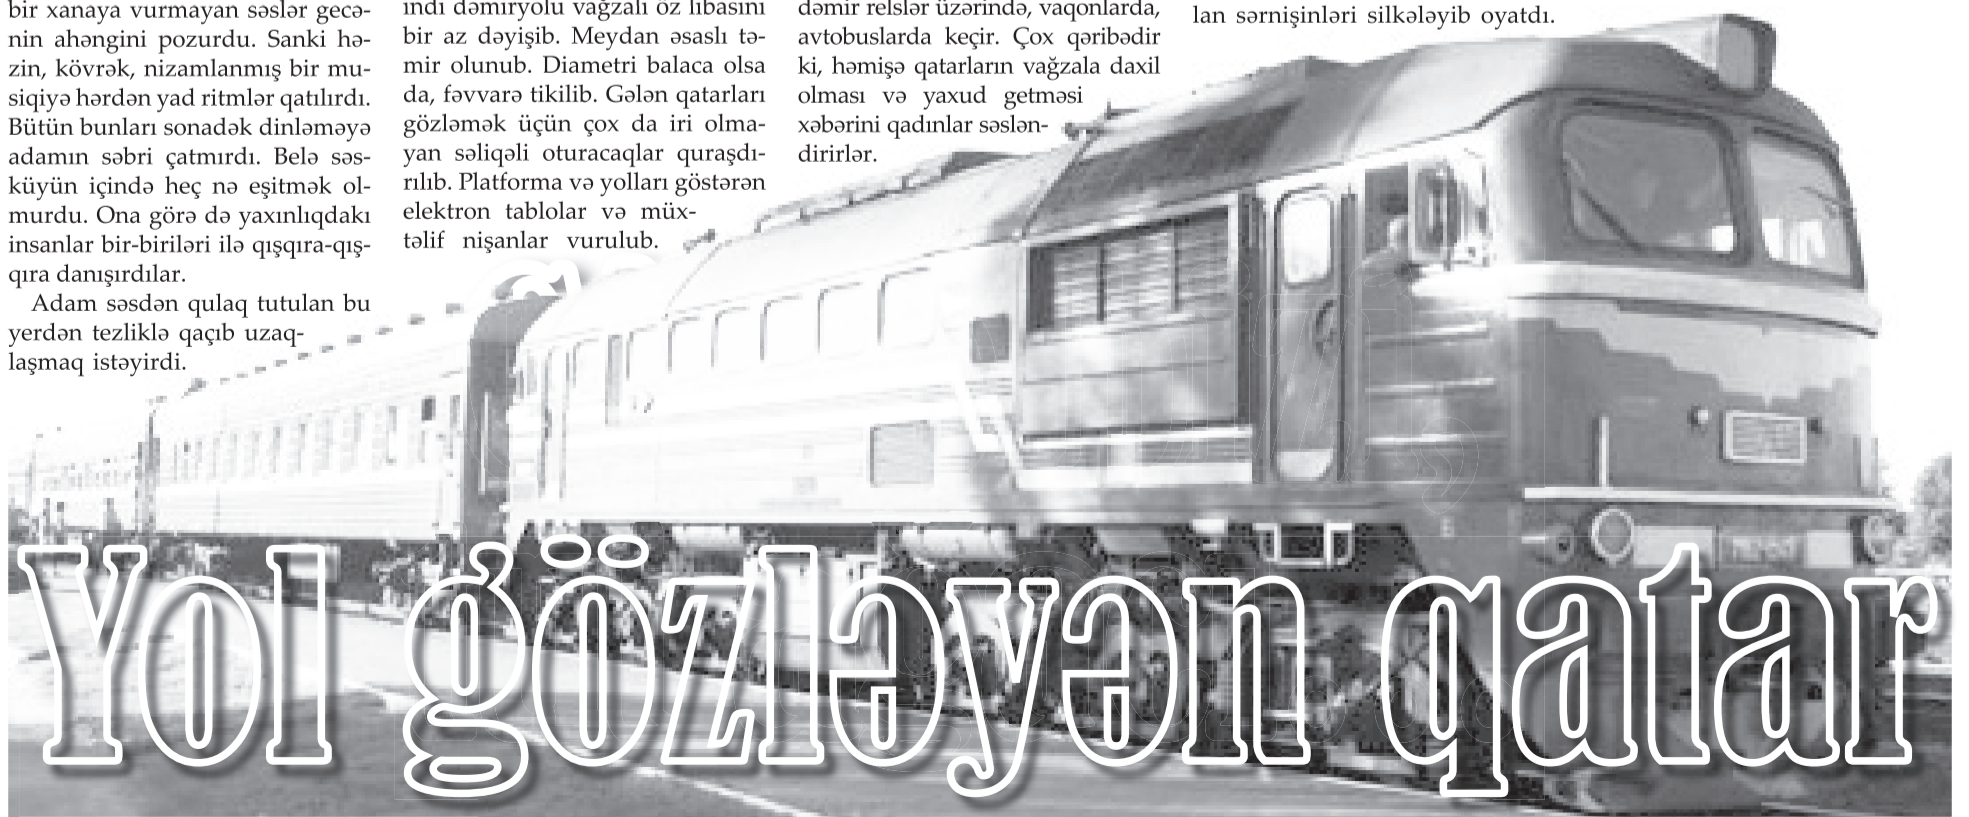 bir xanaya vurmayan səslər gecə-
nin ahəngini pozurdu. Sanki hə-
zin, kövrək, nizamlanmış bir mu-
siqiyə hərdən yad ritmlər qatılırdı.
Bütün bunları sonadək dinləməyə
adamın səbri çatmırdı. Belə səs-
küyün içində heç nə eşitmək ol-
murdu. Ona görə də yaxınlıqdakı
insanlar bir-biriləri ilə qışqıra-qış-
qıra danışırdılar.
Adam səsdən qulaq tutulan bu
yerdən tezliklə qaçıb uzaq-
laşmaq istəyirdi.
indi dəmiryolu vağzalı öz libasını
bir az dəyişib. Meydan əsaslı tə-
mir olunub. Diametri balaca olsa
da, fəvvarə tikilib. Gələn qatarları
gözləmək üçün çox da iri olma-
yan səliqəli oturacaqlar quraşdı-
rılıb. Platforma və yolları göstərən
elektron tablolar və müx-
təlif nişanlar vurulub.
dəmir relslər üzərində, vaqonlarda,
avtobuslarda keçir. Çox qəribədir
ki, həmişə qatarların vağzala daxil
olması və yaxud getməsi
xəbərini qadınlar səslən-
dirirlər.
lan sərnişinləri silkələyib oyatdı.
Yol gözləyən qatar